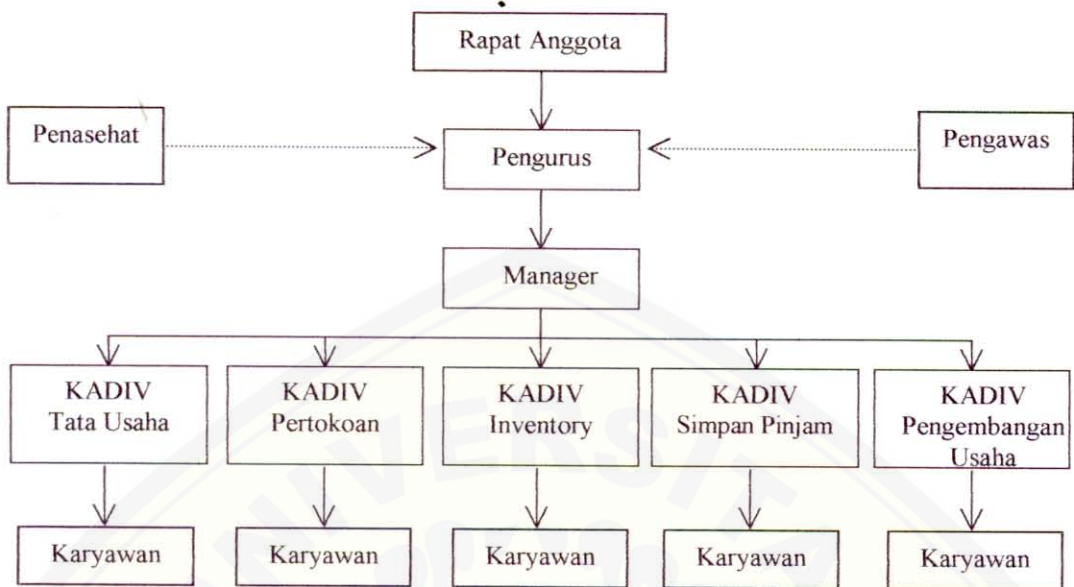 Rapat Anggota
Penasehat
Pengurus
Pengawas
Manager
KADIV
Tata Usaha
KADIV
Pertokoan
KADIV
Inventory
KADIV
Simpan Pinjam
KADIV
Pengembangan
Usaha
Karyawan
Karyawan
Karyawan
Karyawan
Karyawan
NIVERSITA